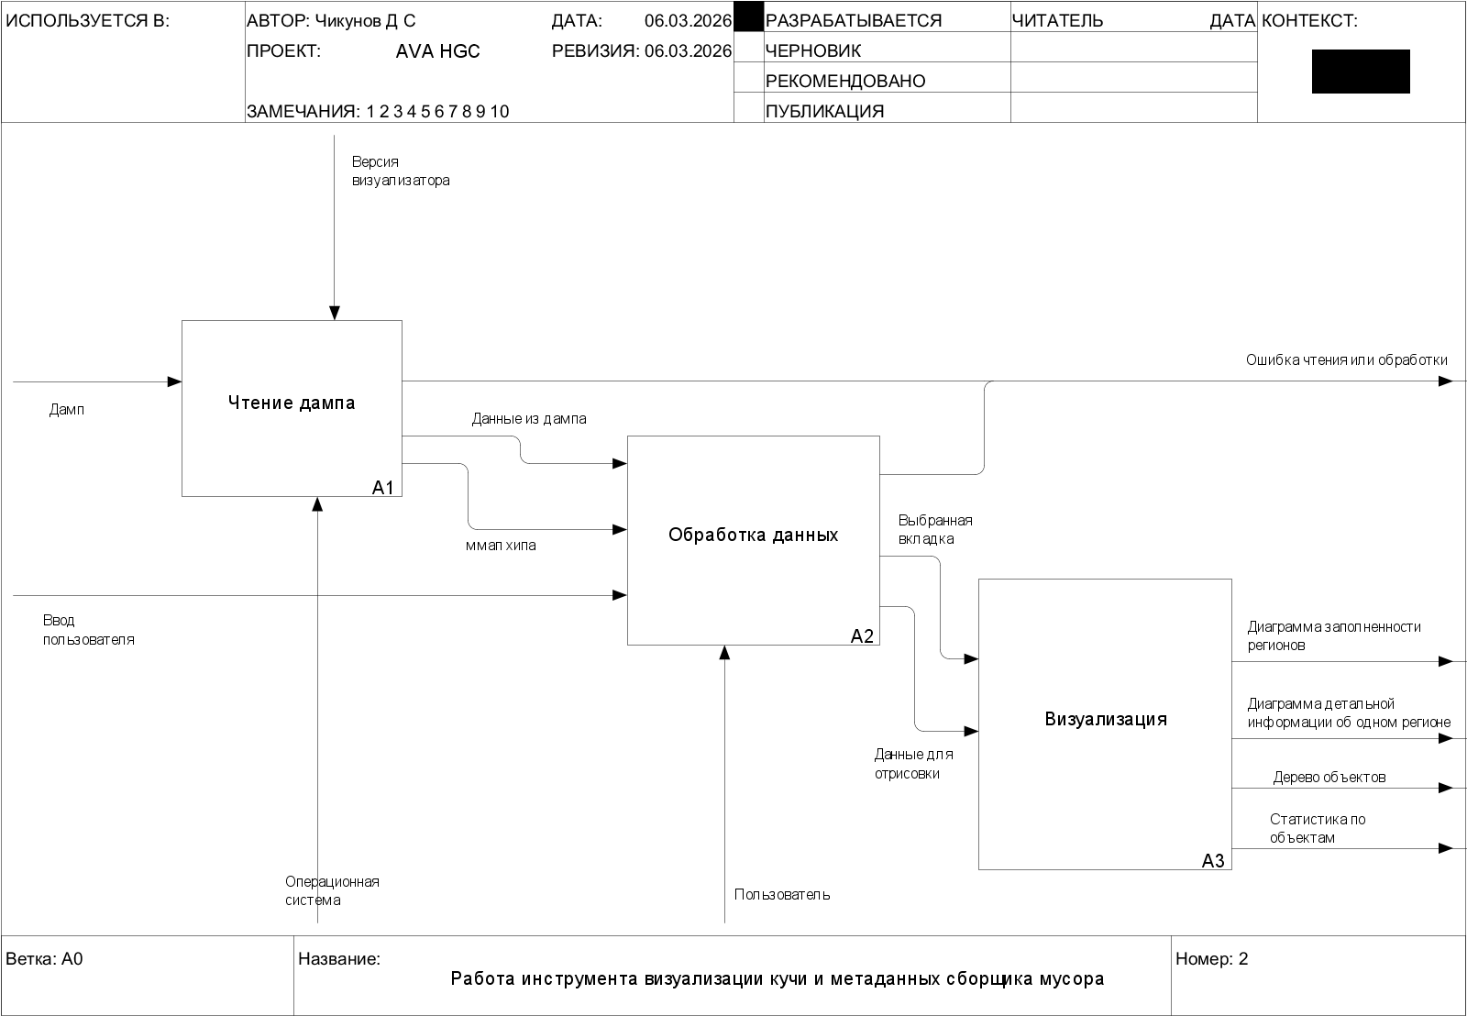 ИСПОЛЬЗУЕТСЯ В:
АВТОР: Чикунов Д С
ДАТА: 06.03.2026
ПРОЕКТ: AVA HGC
РЕВИЗИЯ: 06.03.2026
ЗАМЕЧАНИЯ: 1 2 3 4 5 6 7 8 9 10
РАЗРАБАТЫВАЕТСЯ
ЧЕРНОВИК
РЕКОМЕНДОВАНО
ПУБЛИКАЦИЯ
ЧИТАТЕЛЬ ДАТА
КОНТЕКСТ:
Версия
визуализатора
Дамп
Чтение дампа
A1
Ошибка чтения или обработки
Данные из дампа
ммап хипа
Ввод
пользователя
Обработка данных
A2
Выбранная
вкладка
Данные для
отрисовки
Визуализация
A3
Диаграмма заполненности
регионов
Диаграмма детальной
информации об одном регионе
Дерево объектов
Статистика по
объектам
Операционная
система
Пользователь
Ветка: A0
Название:
Работа инструмента визуализации кучи и метаданных сборщика мусора
Номер: 2